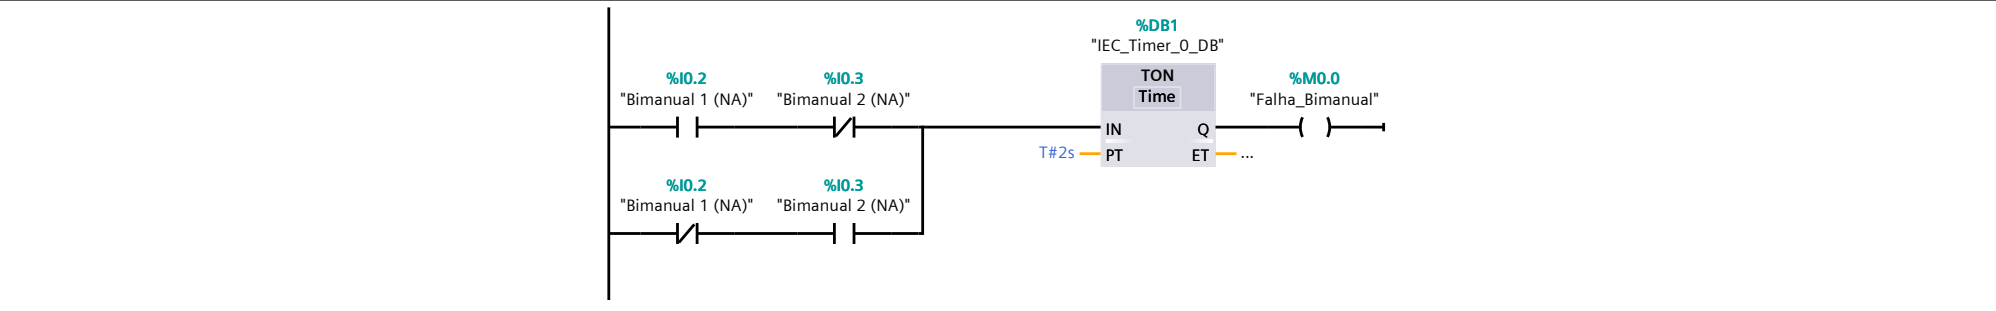 %DB1
"IEC_Timer_0_DB"
%I0.2
"Bimanual 1 (NA)"
%I0.3
"Bimanual 2 (NA)"
TON
Time
%M0.0
"Falha_Bimanual"
IN
Q
T#2s
PT
ET
...
%I0.2
"Bimanual 1 (NA)"
%I0.3
"Bimanual 2 (NA)"